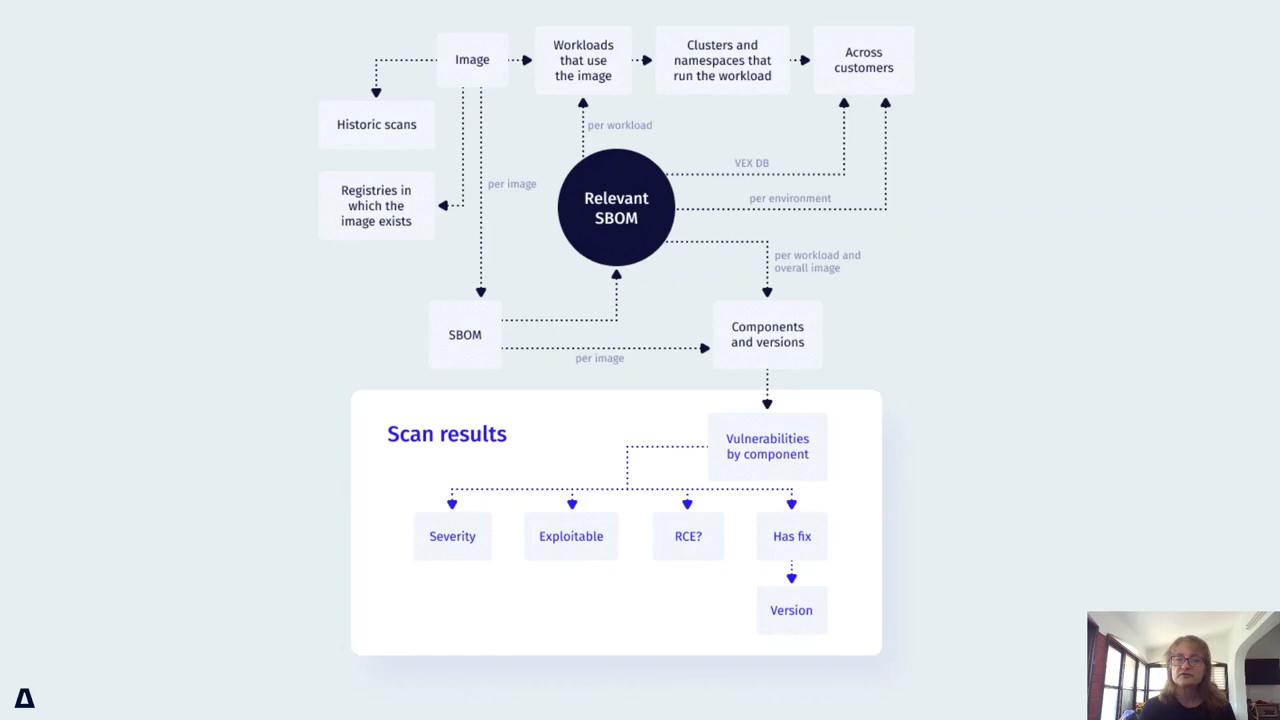 Image
Workloads
that use
the image
Clusters and
namespaces that
run the workload
Across
customers
Historic scans
per workload
VEX DB
Registries in
which the
image exists
per image
Relevant
SBOM
per environment
per workload and
overall image
SBOM
per image
Components
and versions
Scan results
Vulnerabilities
by component
Severity
Exploitable
RCE?
Has fix
Version